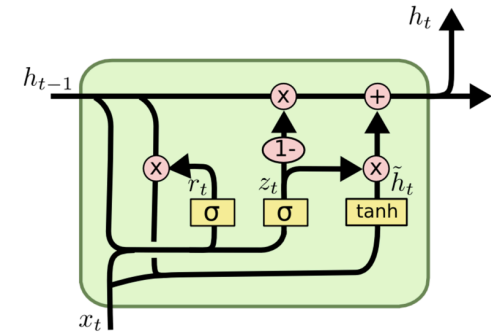 h_t
h_{t-1}
x +
1-
x r_t z_t x h̃_t
σ σ tanh
x_t